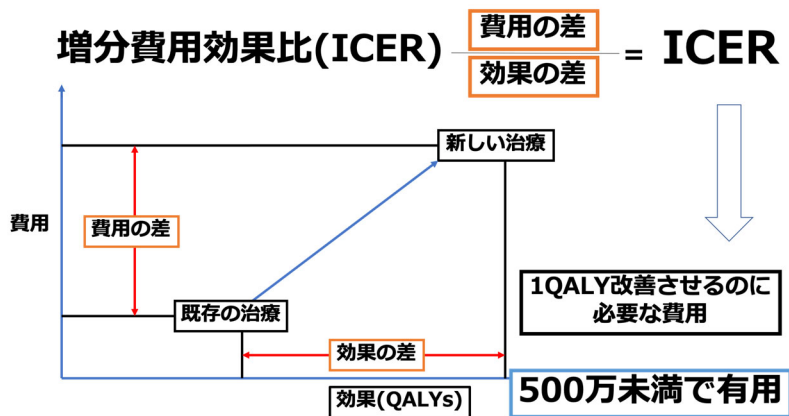 増分費用効果比(ICER) 費用の差
効果の差
= ICER
新しい治療
費用
費用の差
既存の治療
1QALY改善させるのに
必要な費用
効果の差
効果(QALYs)
500万未満で有用